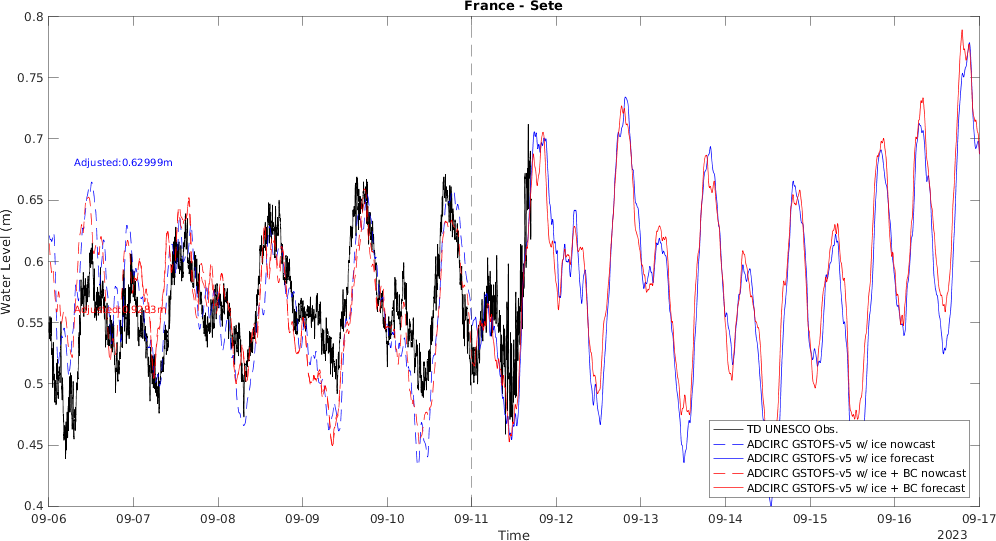 France - Sete
Water Level (m)
0.8
0.75
0.7
0.65
0.6
0.55
0.5
0.45
0.4
Adjusted:0.62999m
TD UNESCO Obs.
ADCIRC GSTOFS-v5 w/ ice nowcast
ADCIRC GSTOFS-v5 w/ ice forecast
ADCIRC GSTOFS-v5 w/ ice + BC nowcast
ADCIRC GSTOFS-v5 w/ ice + BC forecast
09-06 09-07 09-08 09-09 09-10 09-11 09-12 09-13 09-14 09-15 09-16 09-17
Time
2023